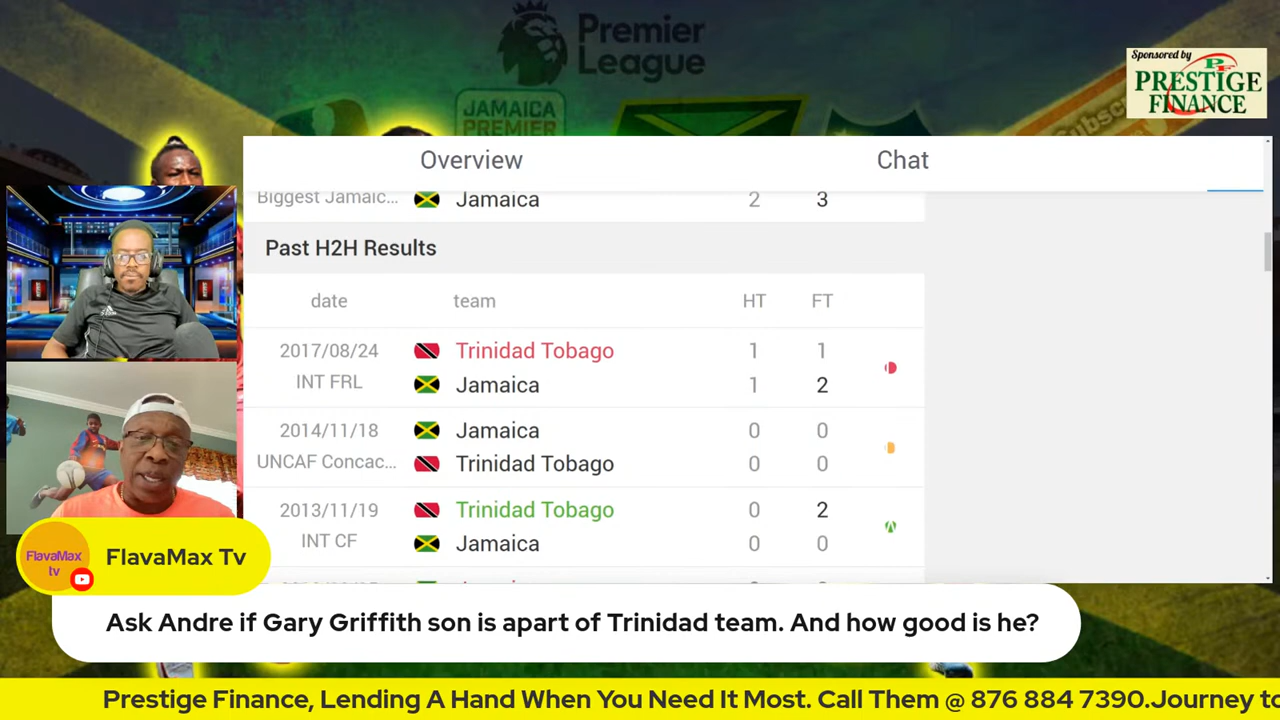 Premier
League
JAMAICA
PREMIER
Subsc
Sponsored by
PF
PRESTIGE
FINANCE
Overview
Chat
Biggest Jamaic...
Jamaica
2
3
Past H2H Results
date
team
HT
FT
2017/08/24
Trinidad Tobago
1
1
INT FRL
Jamaica
1
2
2014/11/18
Jamaica
0
0
UNCAF Concac...
Trinidad Tobago
0
0
2013/11/19
Trinidad Tobago
0
2
INT CF
Jamaica
0
0
FlavaMax
tv
FlavaMax Tv
Ask Andre if Gary Griffith son is apart of Trinidad team. And how good is he?
Prestige Finance, Lending A Hand When You Need It Most. Call Them @ 876 884 7390.Journey to